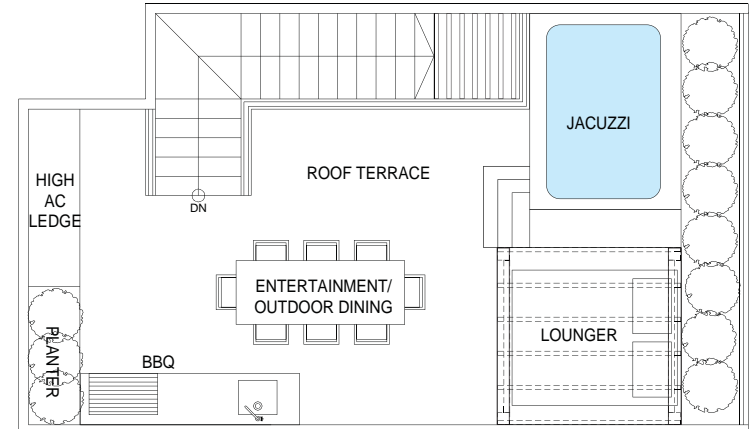 JACUZZI
ROOF TERRACE
HIGH
AC
LEDGE
DN
ENTERTAINMENT/
OUTDOOR DINING
LOUNGER
PLANTER
BBQ